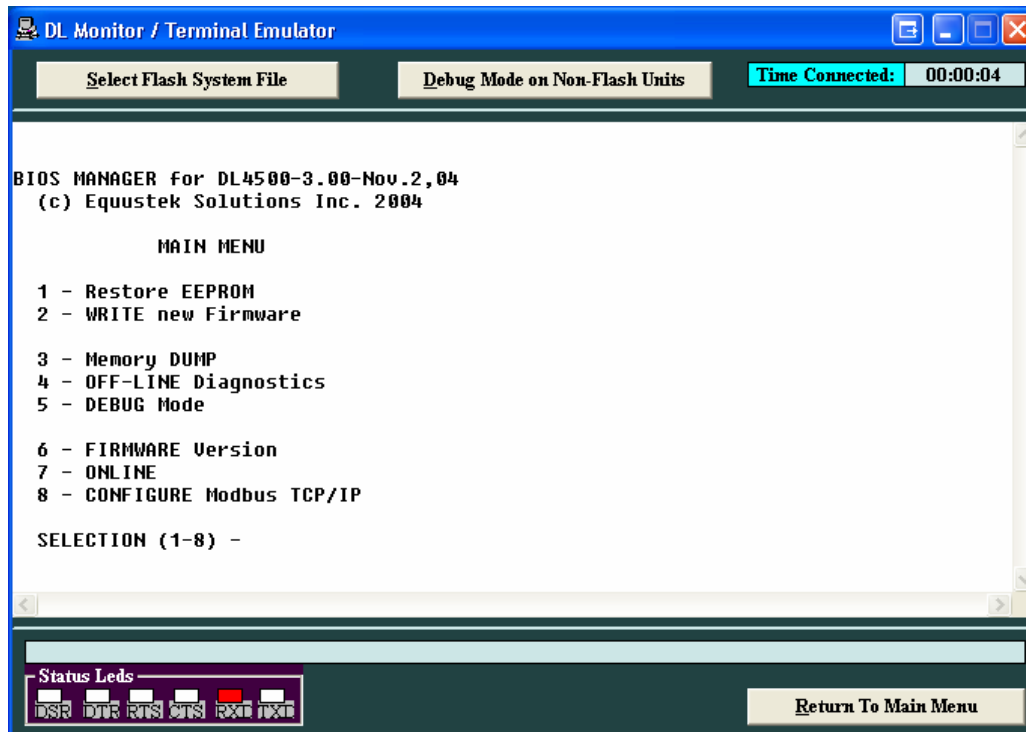 DL Monitor / Terminal Emulator
Select Flash System File
Debug Mode on Non-Flash Units
Time Connected: 00:00:04
BIOS MANAGER for DL4500-3.00-Nov.2,04
(c) Equustek Solutions Inc. 2004
MAIN MENU
1 - Restore EEPROM
2 - WRITE new Firmware
3 - Memory DUMP
4 - OFF-LINE Diagnostics
5 - DEBUG Mode
6 - FIRMWARE Version
7 - ONLINE
8 - CONFIGURE Modbus TCP/IP
SELECTION (1-8) -
Status Leds
DSR DTR RTS CTS RXD TXD
Return To Main Menu